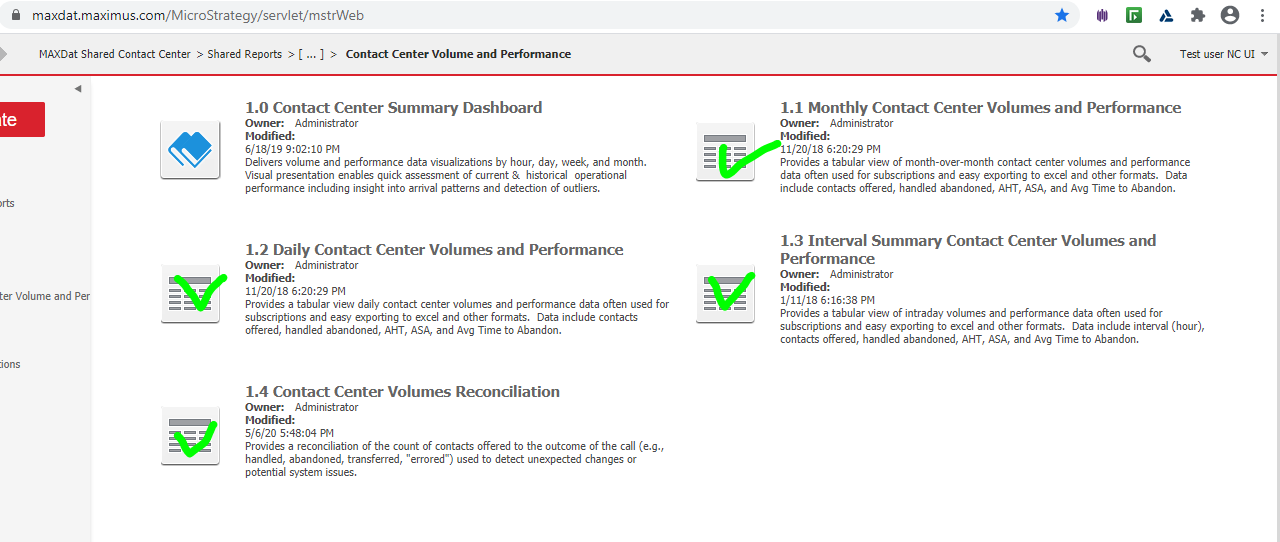 maxdat.maximus.com/MicroStrategy/servlet/mstrWeb
MAXDat Shared Contact Center > Shared Reports > [ ... ] > Contact Center Volume and Performance
Test user NC UI
ate
orts
ter Volume and Per
tions
1.0 Contact Center Summary Dashboard
Owner: Administrator
Modified:
6/18/19 9:02:10 PM
Delivers volume and performance data visualizations by hour, day, week, and month.
Visual presentation enables quick assessment of current & historical operational
performance including insight into arrival patterns and detection of outliers.
1.1 Monthly Contact Center Volumes and Performance
Owner: Administrator
Modified:
11/20/18 6:20:29 PM
Provides a tabular view of month-over-month contact center volumes and performance
data often used for subscriptions and easy exporting to excel and other formats. Data
include contacts offered, handled abandoned, AHT, ASA, and Avg Time to Abandon.
1.2 Daily Contact Center Volumes and Performance
Owner: Administrator
Modified:
11/20/18 6:20:29 PM
Provides a tabular view daily contact center volumes and performance data often used for
subscriptions and easy exporting to excel and other formats. Data include contacts
offered, handled abandoned, AHT, ASA, and Avg Time to Abandon.
1.3 Interval Summary Contact Center Volumes and
Performance
Owner: Administrator
Modified:
1/11/18 6:16:38 PM
Provides a tabular view of intraday volumes and performance data often used for
subscriptions and easy exporting to excel and other formats. Data include interval (hour),
contacts offered, handled abandoned, AHT, ASA, and Avg Time to Abandon.
1.4 Contact Center Volumes Reconciliation
Owner: Administrator
Modified:
5/6/20 5:48:04 PM
Provides a reconciliation of the count of contacts offered to the outcome of the call (e.g.,
handled, abandoned, transferred, "errored") used to detect unexpected changes or
potential system issues.